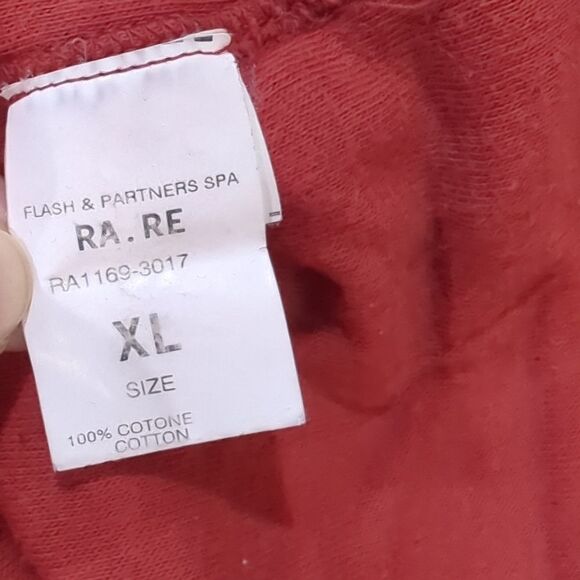 FLASH & PARTNERS SPA
RA.RE
RA1169-3017
XL
SIZE
100% COTONE
COTTON